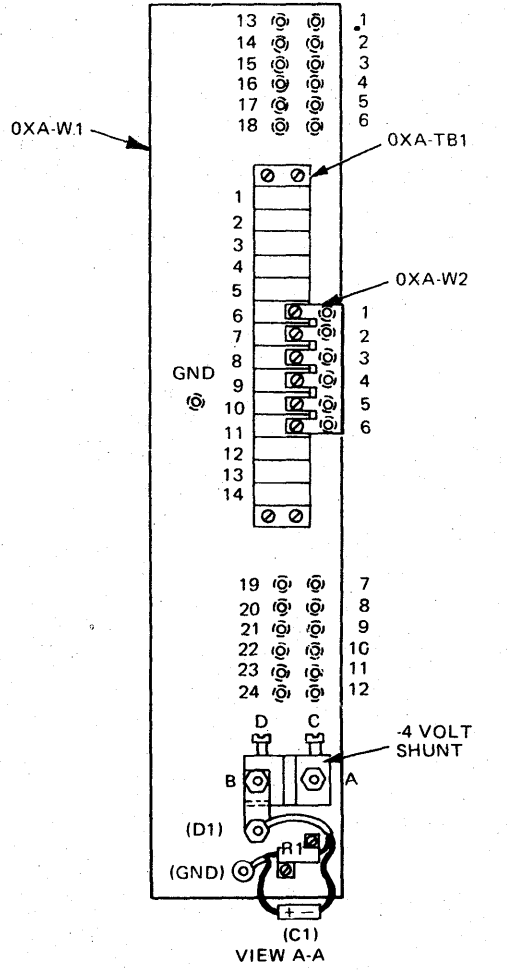 13 1
14 2
15 3
16 4
17 5
18 6
0XA-W1
0XA-TB1
1
2
3
4
5
0XA-W2
6 1
7 2
8 3
GND
9 4
10 5
11 6
12
13
14
19 7
20 8
21 9
22 10
23 11
24 12
D C
-4 VOLT
SHUNT
B A
(D1)
R1
(GND)
+ −
(C1)
VIEW A-A